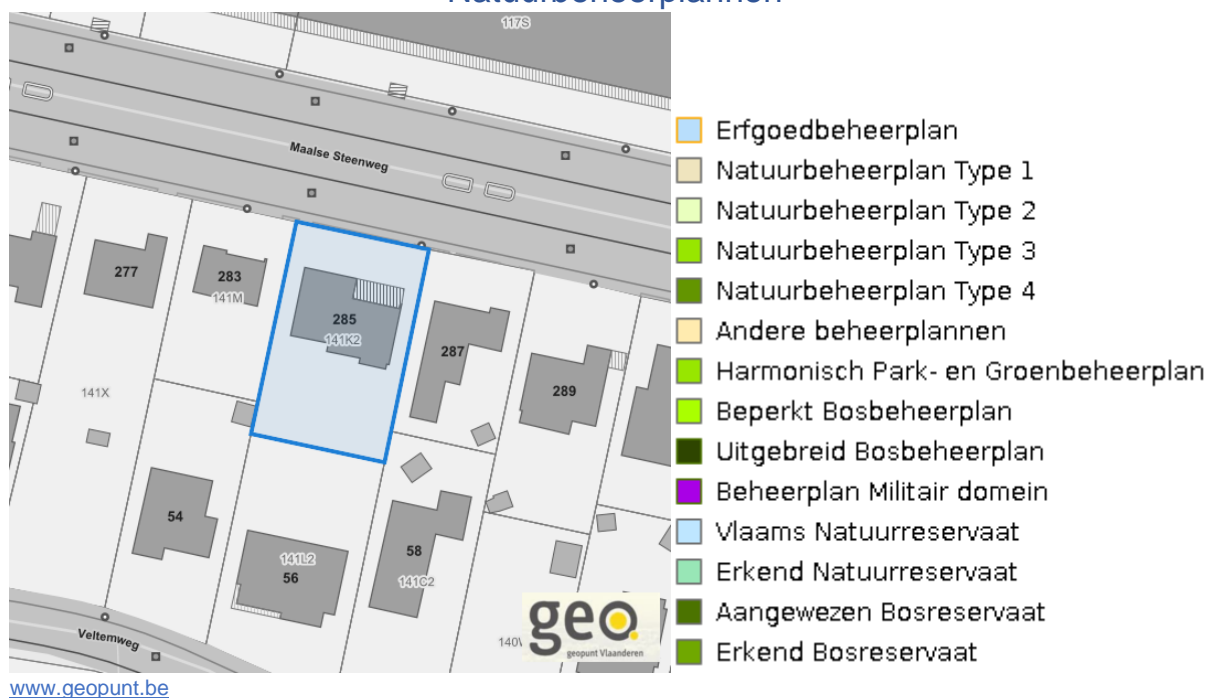 Natuurbeheerplannen
117S
Maalse Steenweg
277
283
141M
285
141K2
287
289
141X
54
141L2
56
58
141C2
Veltemweg
geo
geopunt Vlaanderen
Erfgoedbeheerplan
Natuurbeheerplan Type 1
Natuurbeheerplan Type 2
Natuurbeheerplan Type 3
Natuurbeheerplan Type 4
Andere beheerplannen
Harmonisch Park- en Groenbeheerplan
Beperkt Bosbeheerplan
Uitgebreid Bosbeheerplan
Beheerplan Militair domein
Vlaams Natuurreservaat
Erkend Natuurreservaat
Aangewezen Bosreservaat
Erkend Bosreservaat
www.geopunt.be